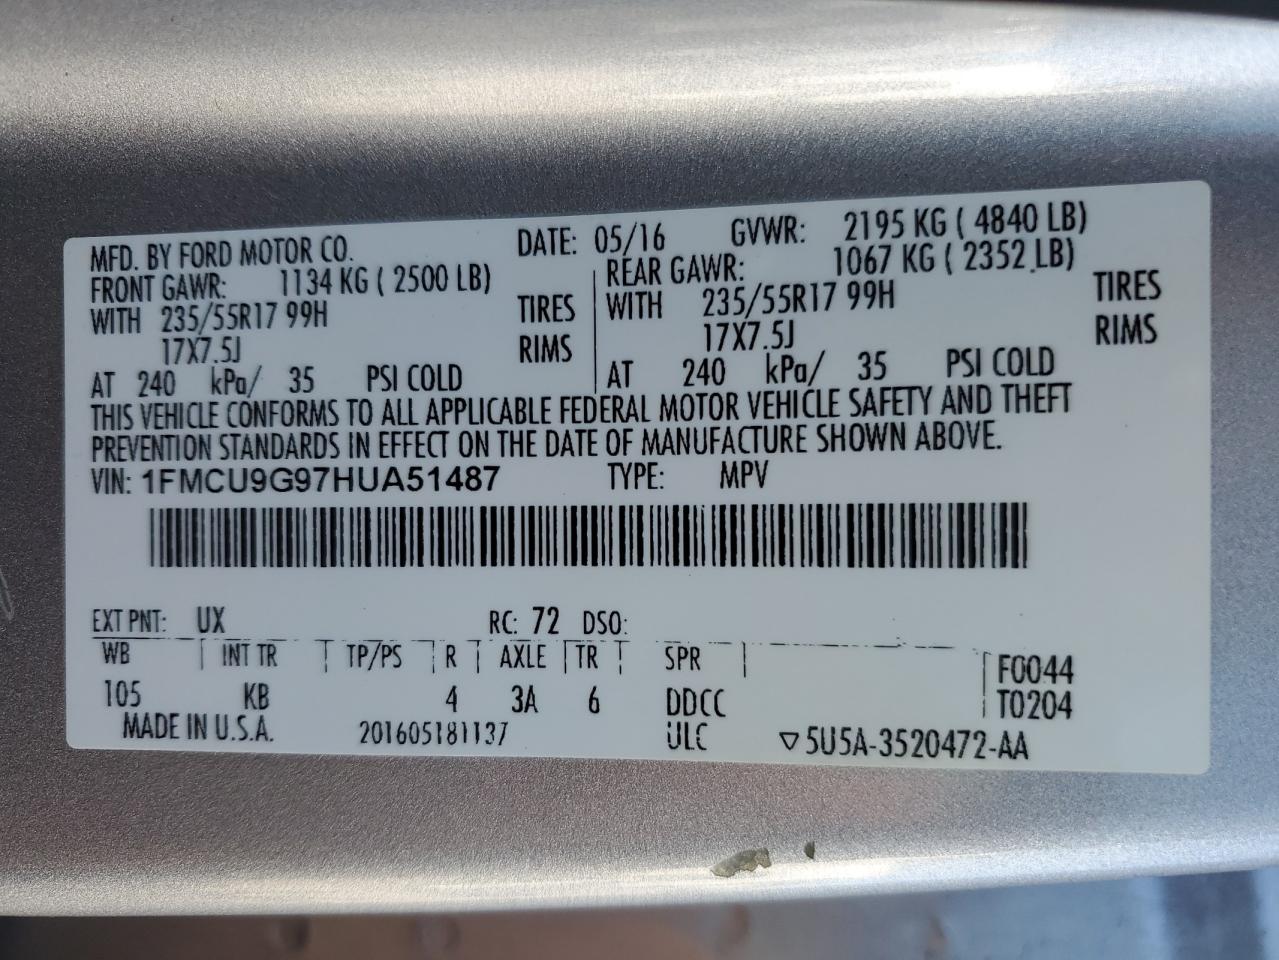 MFD. BY FORD MOTOR CO. DATE: 05/16 GVWR: 2195 KG ( 4840 LB)
FRONT GAWR: 1134 KG ( 2500 LB) REAR GAWR: 1067 KG ( 2352 LB)
WITH 235/55R17 99H TIRES WITH 235/55R17 99H TIRES
17X7.5J RIMS 17X7.5J RIMS
AT 240 kPa/ 35 PSI COLD AT 240 kPa/ 35 PSI COLD
THIS VEHICLE CONFORMS TO ALL APPLICABLE FEDERAL MOTOR VEHICLE SAFETY AND THEFT
PREVENTION STANDARDS IN EFFECT ON THE DATE OF MANUFACTURE SHOWN ABOVE.
VIN: 1FMCU9G97HUA51487 TYPE: MPV
EXT PNT: UX RC: 72 DSO:
WB INT TR TP/PS R AXLE TR SPR F0044
105 KB 4 3A 6 DDCC T0204
MADE IN U.S.A. 201605181137 ULC ▽5U5A-3520472-AA